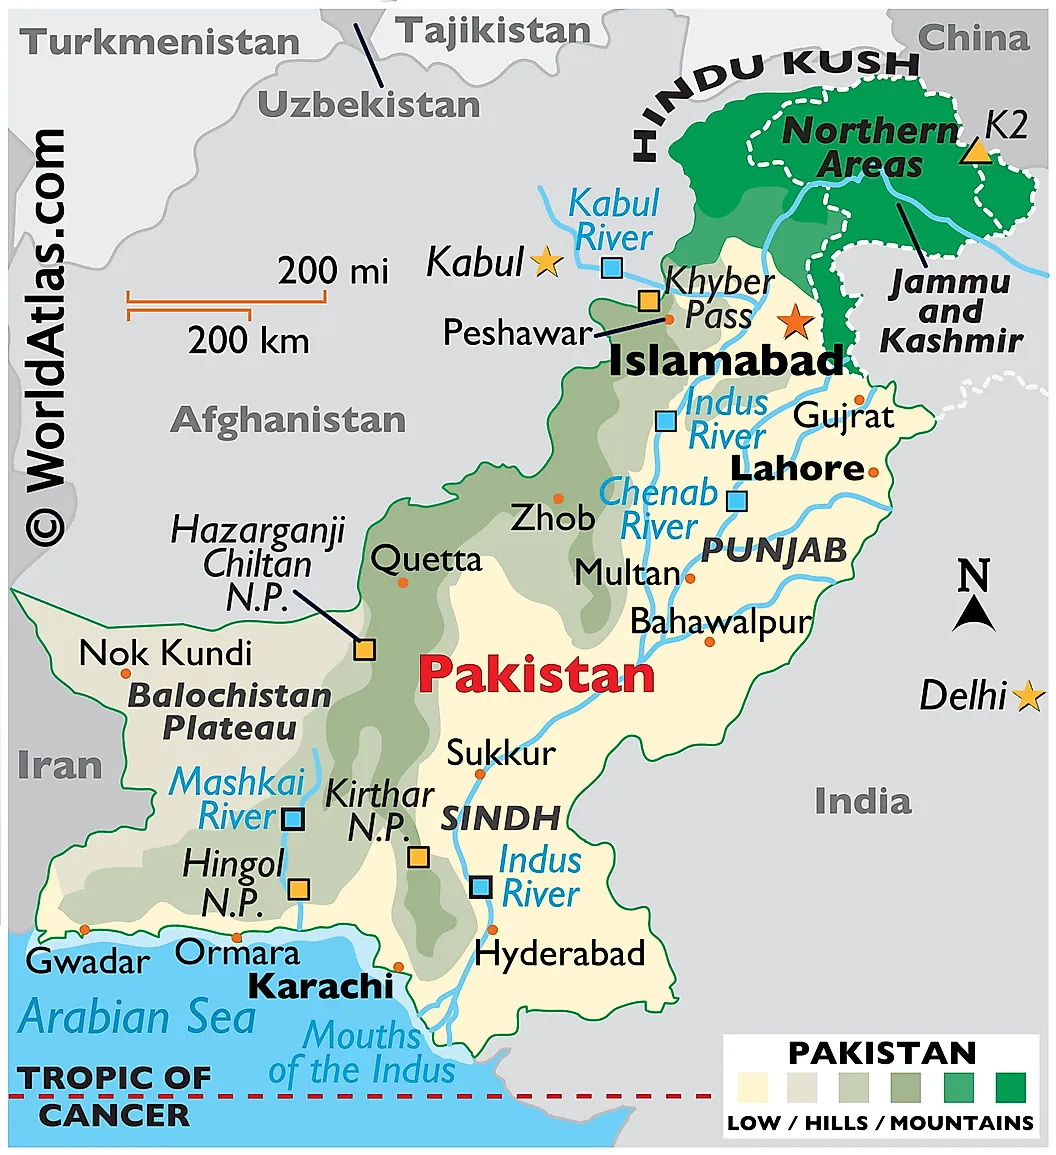 Turkmenistan
Tajikistan
China
Uzbekistan
HINDU KUSH
Northern
Areas
K2
© WorldAtlas.com
Kabul
River
Kabul
200 mi
200 km
Khyber
Pass
Peshawar
Jammu
and
Kashmir
Islamabad
Afghanistan
Indus
River
Gujrat
Lahore
Chenab
River
Zhob
PUNJAB
Hazarganji
Chiltan
N.P.
Quetta
Multan
N
Bahawalpur
Nok Kundi
Pakistan
Balochistan
Plateau
Delhi
Iran
Sukkur
Mashkai
River
Kirthar
N.P.
SINDH
India
Hingol
N.P.
Indus
River
Gwadar
Ormara
Hyderabad
Karachi
Arabian Sea
Mouths
of the Indus
TROPIC OF
CANCER
PAKISTAN
LOW / HILLS / MOUNTAINS